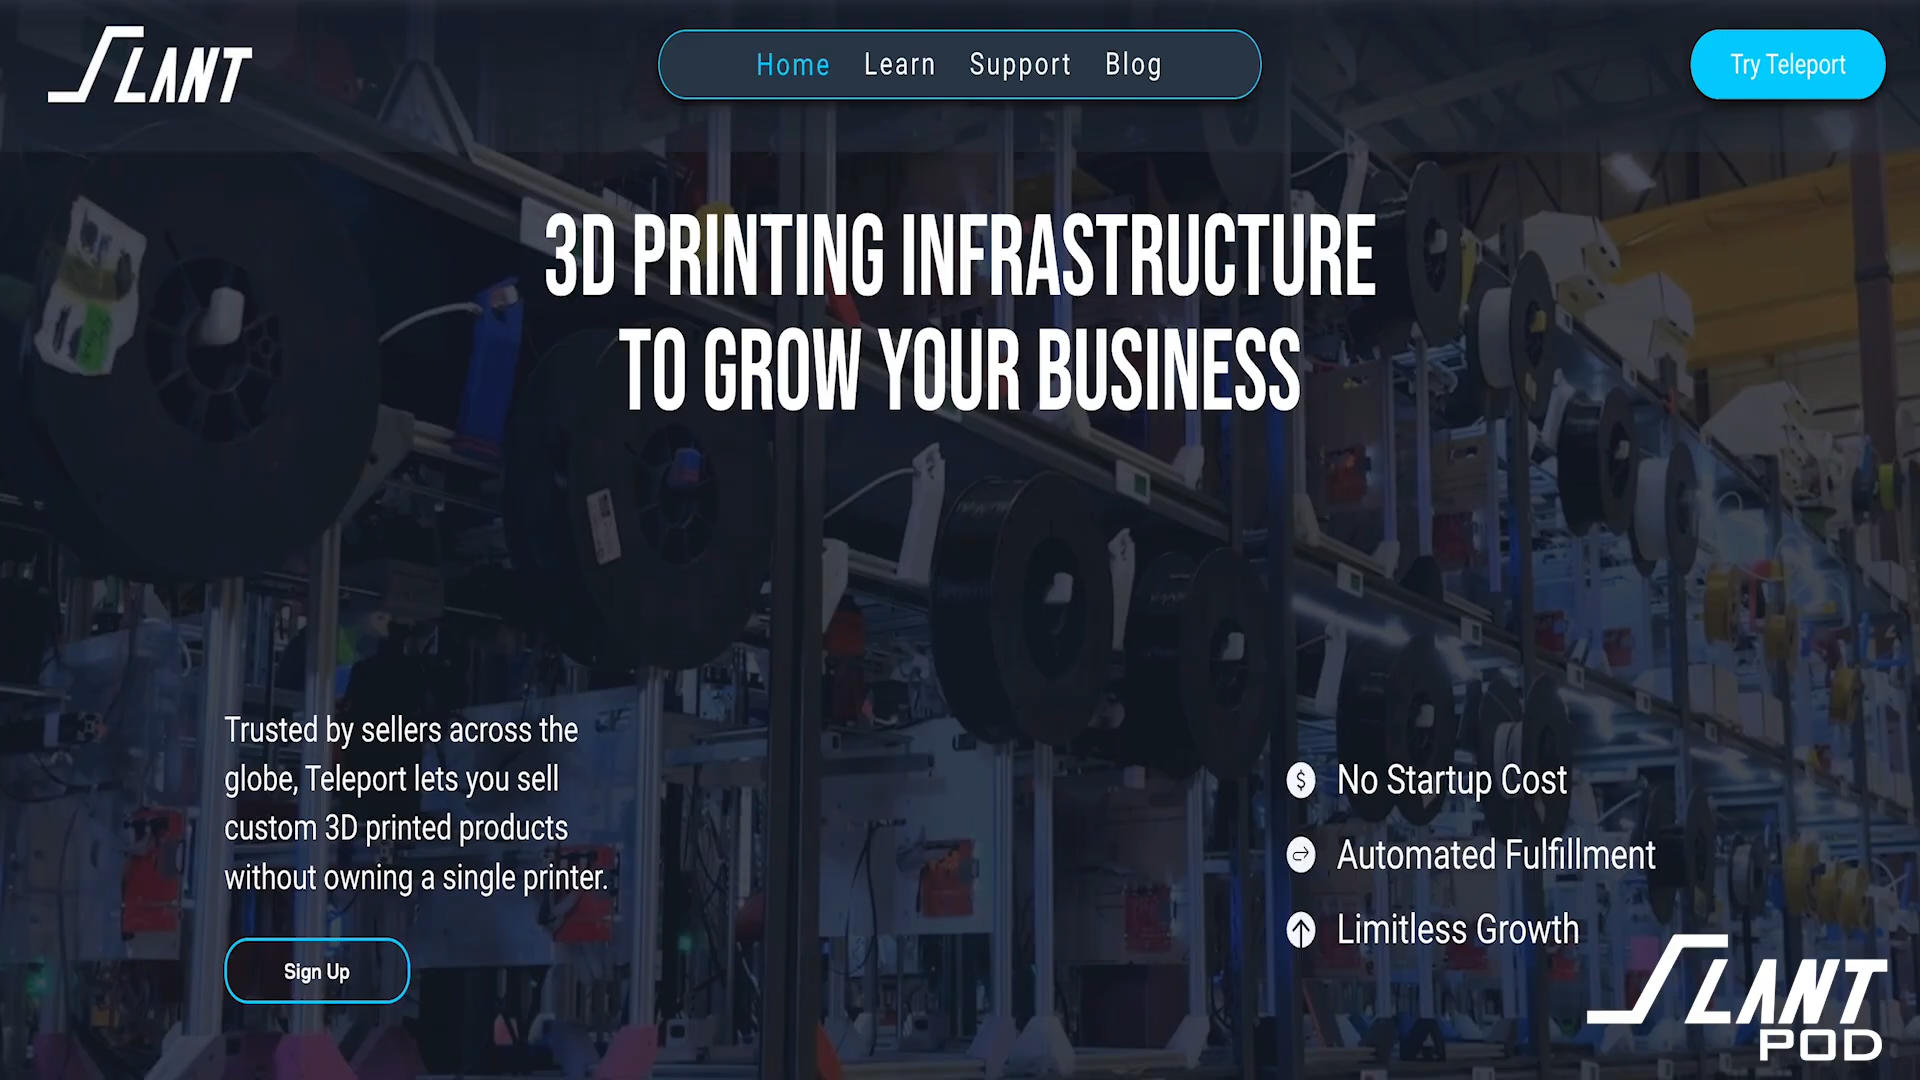 SLANT
Home Learn Support Blog
Try Teleport
3D PRINTING INFRASTRUCTURE
TO GROW YOUR BUSINESS
Trusted by sellers across the
globe, Teleport lets you sell
custom 3D printed products
without owning a single printer.
Sign Up
$ No Startup Cost
Automated Fulfillment
Limitless Growth
SLANT
POD